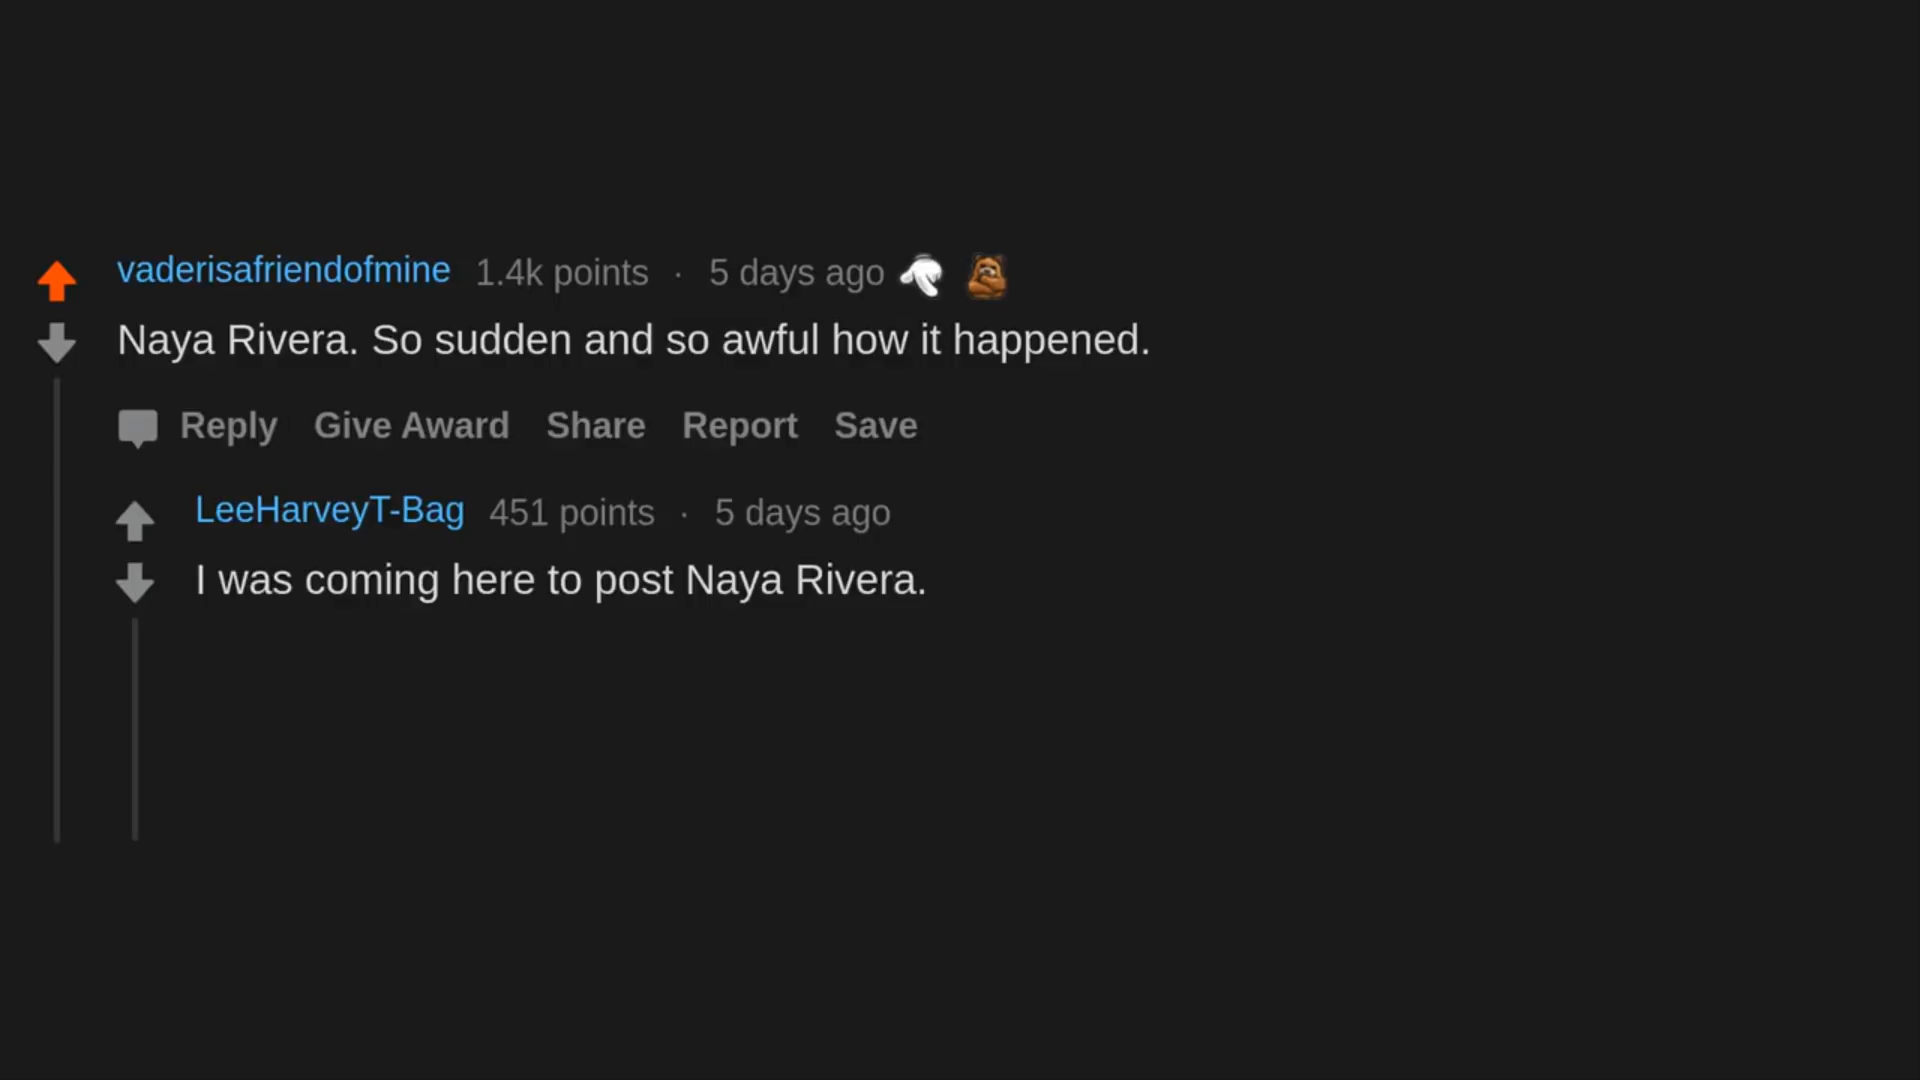 vaderisafriendofmine 1.4k points · 5 days ago
Naya Rivera. So sudden and so awful how it happened.
Reply Give Award Share Report Save
LeeHarveyT-Bag 451 points · 5 days ago
I was coming here to post Naya Rivera.